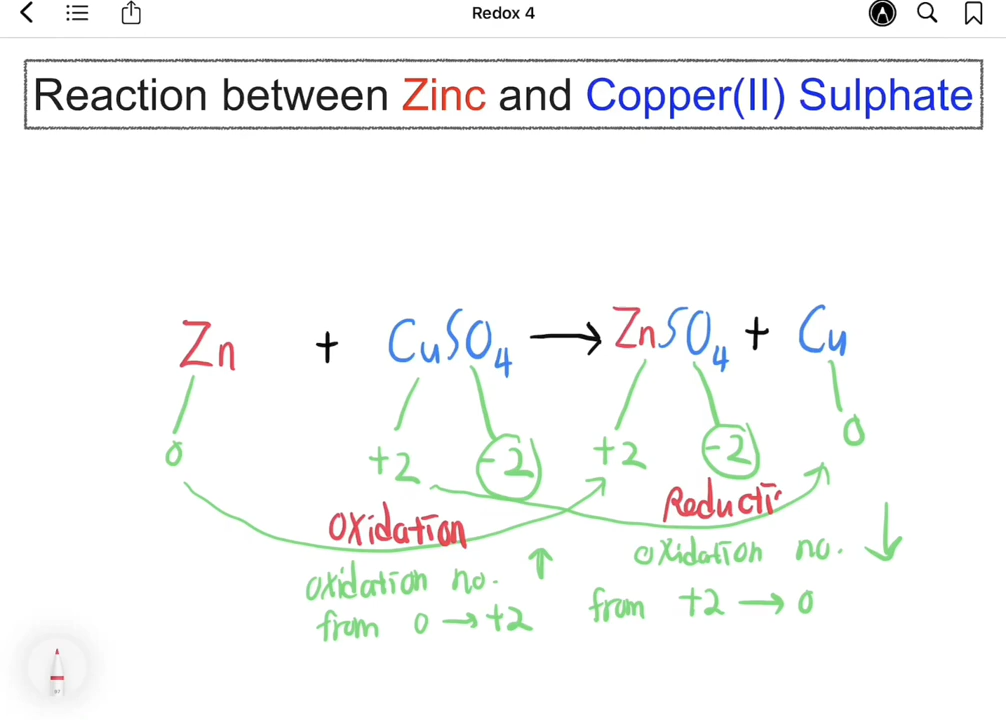 Redox 4
Reaction between Zinc and Copper(II) Sulphate
Zn + CuSO4 → ZnSO4 + Cu
0 +2 -2 +2 -2 0
Oxidation Reducti
oxidation no. ↑ oxidation no. ↓
from 0 → +2 from +2 → 0
97